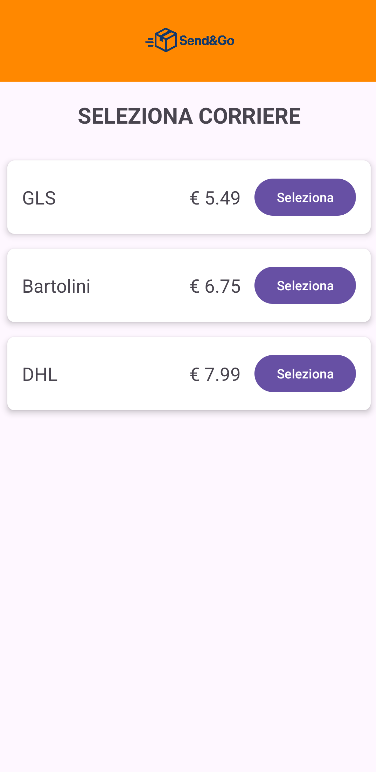 Send&Go
SELEZIONA CORRIERE
GLS € 5.49 Seleziona
Bartolini € 6.75 Seleziona
DHL € 7.99 Seleziona